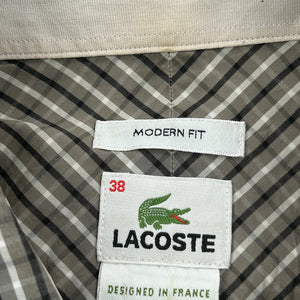 MODERN FIT
38
LACOSTE
DESIGNED IN FRANCE